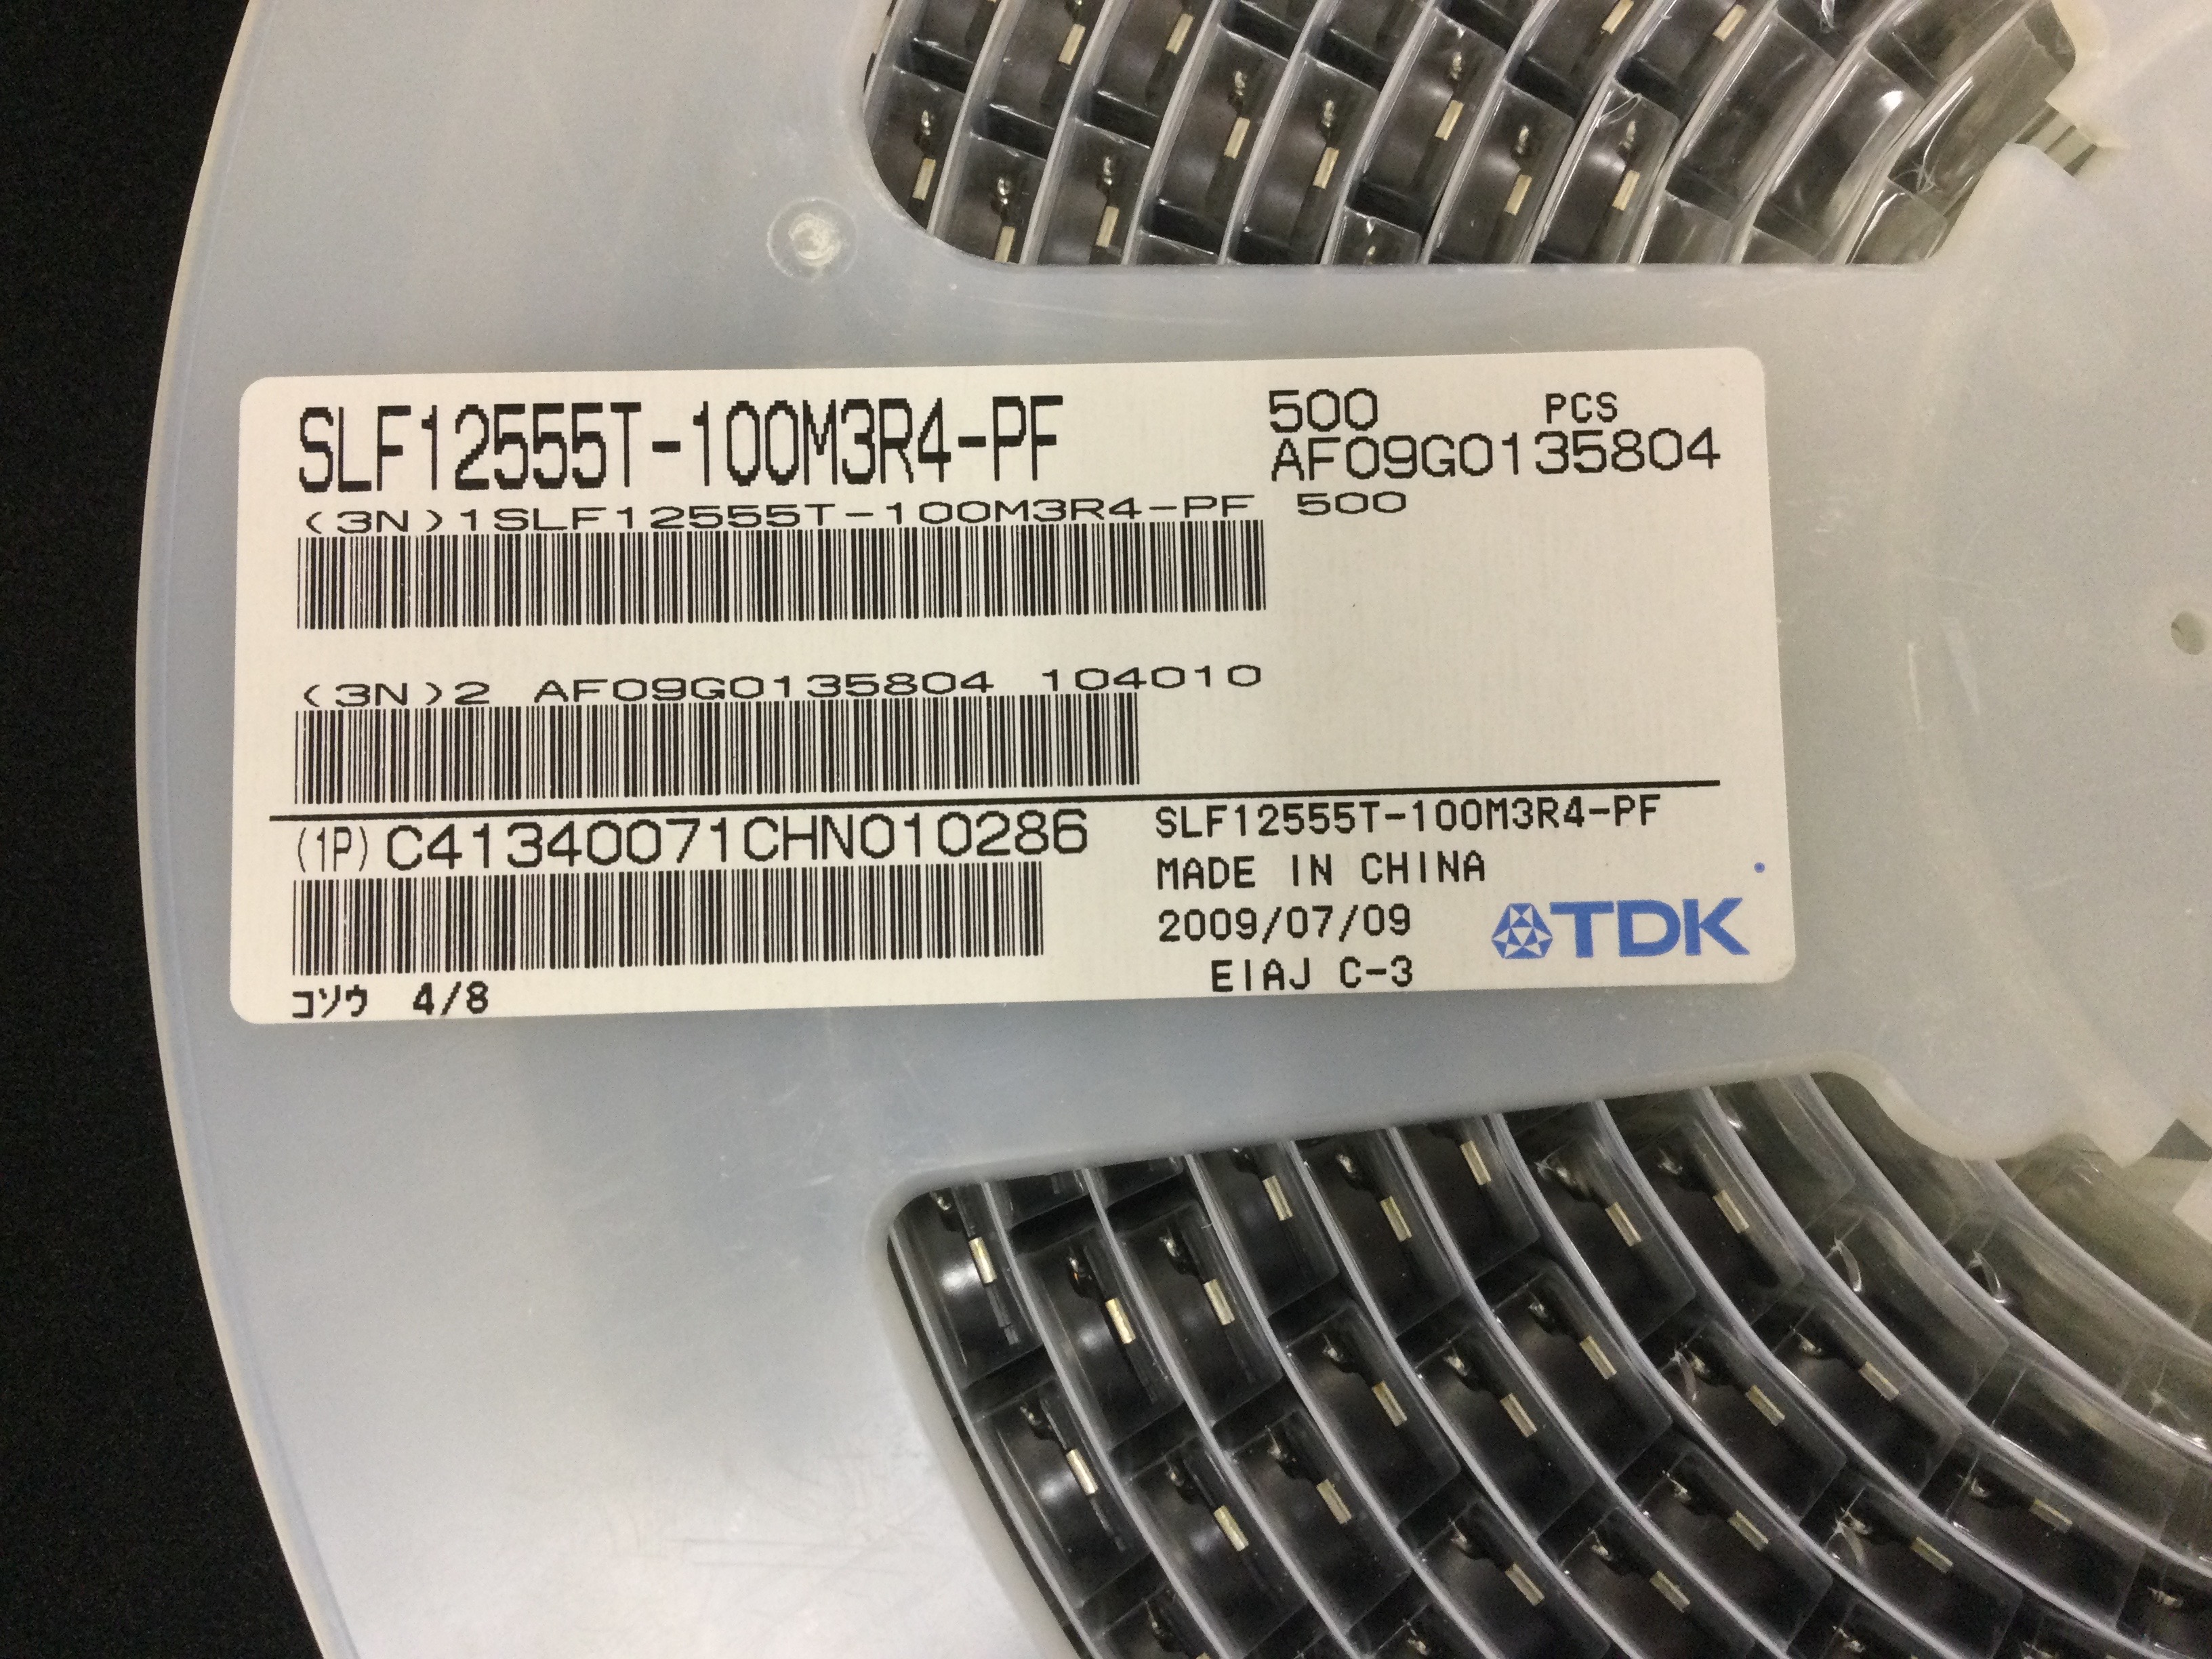 SLF12555T-100M3R4-PF
500 PCS
AF09G0135804
(3N)1SLF12555T-100M3R4-PF 500
(3N)2 AF09G0135804 104010
(1P) C41340071CHN010286
SLF12555T-100M3R4-PF
MADE IN CHINA
2009/07/09
TDK
EIAJ C-3
コソウ 4/8